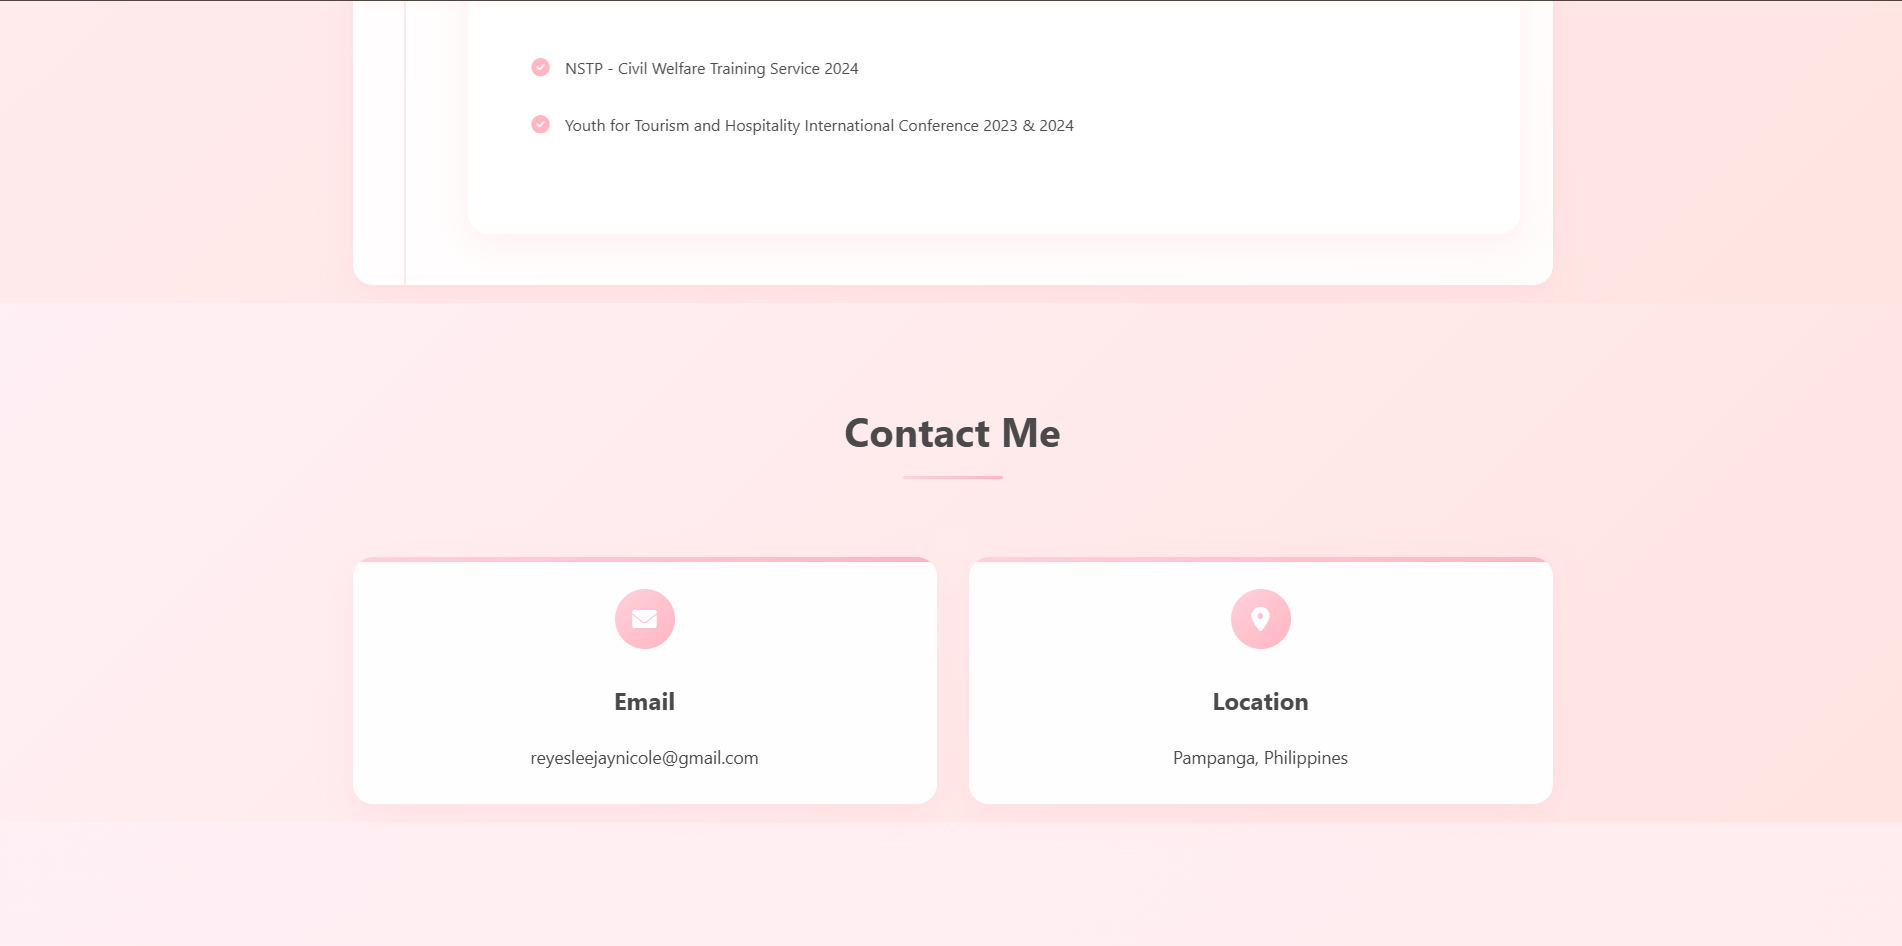 NSTP - Civil Welfare Training Service 2024
Youth for Tourism and Hospitality International Conference 2023 & 2024
Contact Me
Email
reyesleejaynicole@gmail.com
Location
Pampanga, Philippines